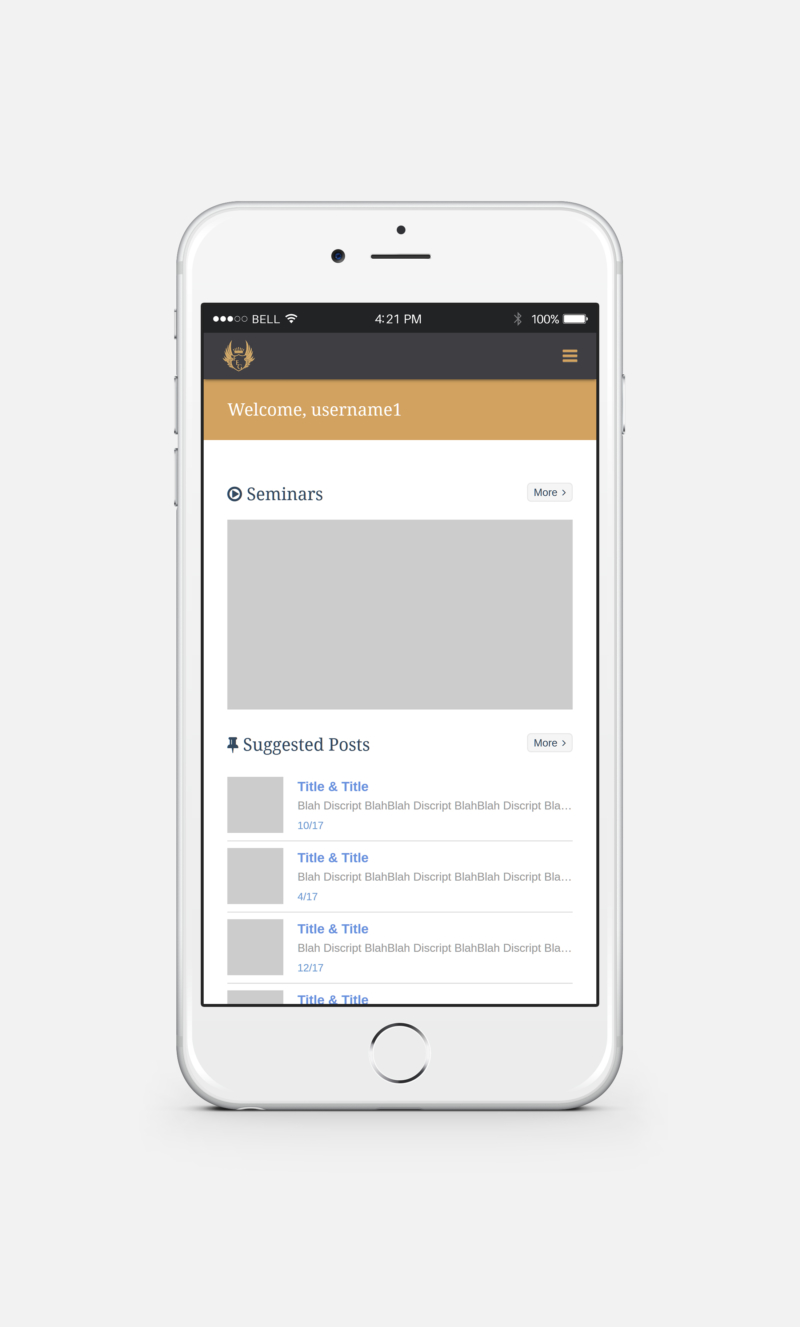 BELL 4:21 PM 100%
Welcome, username1
Seminars More
Suggested Posts More
Title & Title
Blah Discript BlahBlah Discript BlahBlah Discript Bla...
10/17
Title & Title
Blah Discript BlahBlah Discript BlahBlah Discript Bla...
4/17
Title & Title
Blah Discript BlahBlah Discript BlahBlah Discript Bla...
12/17
Title & Title